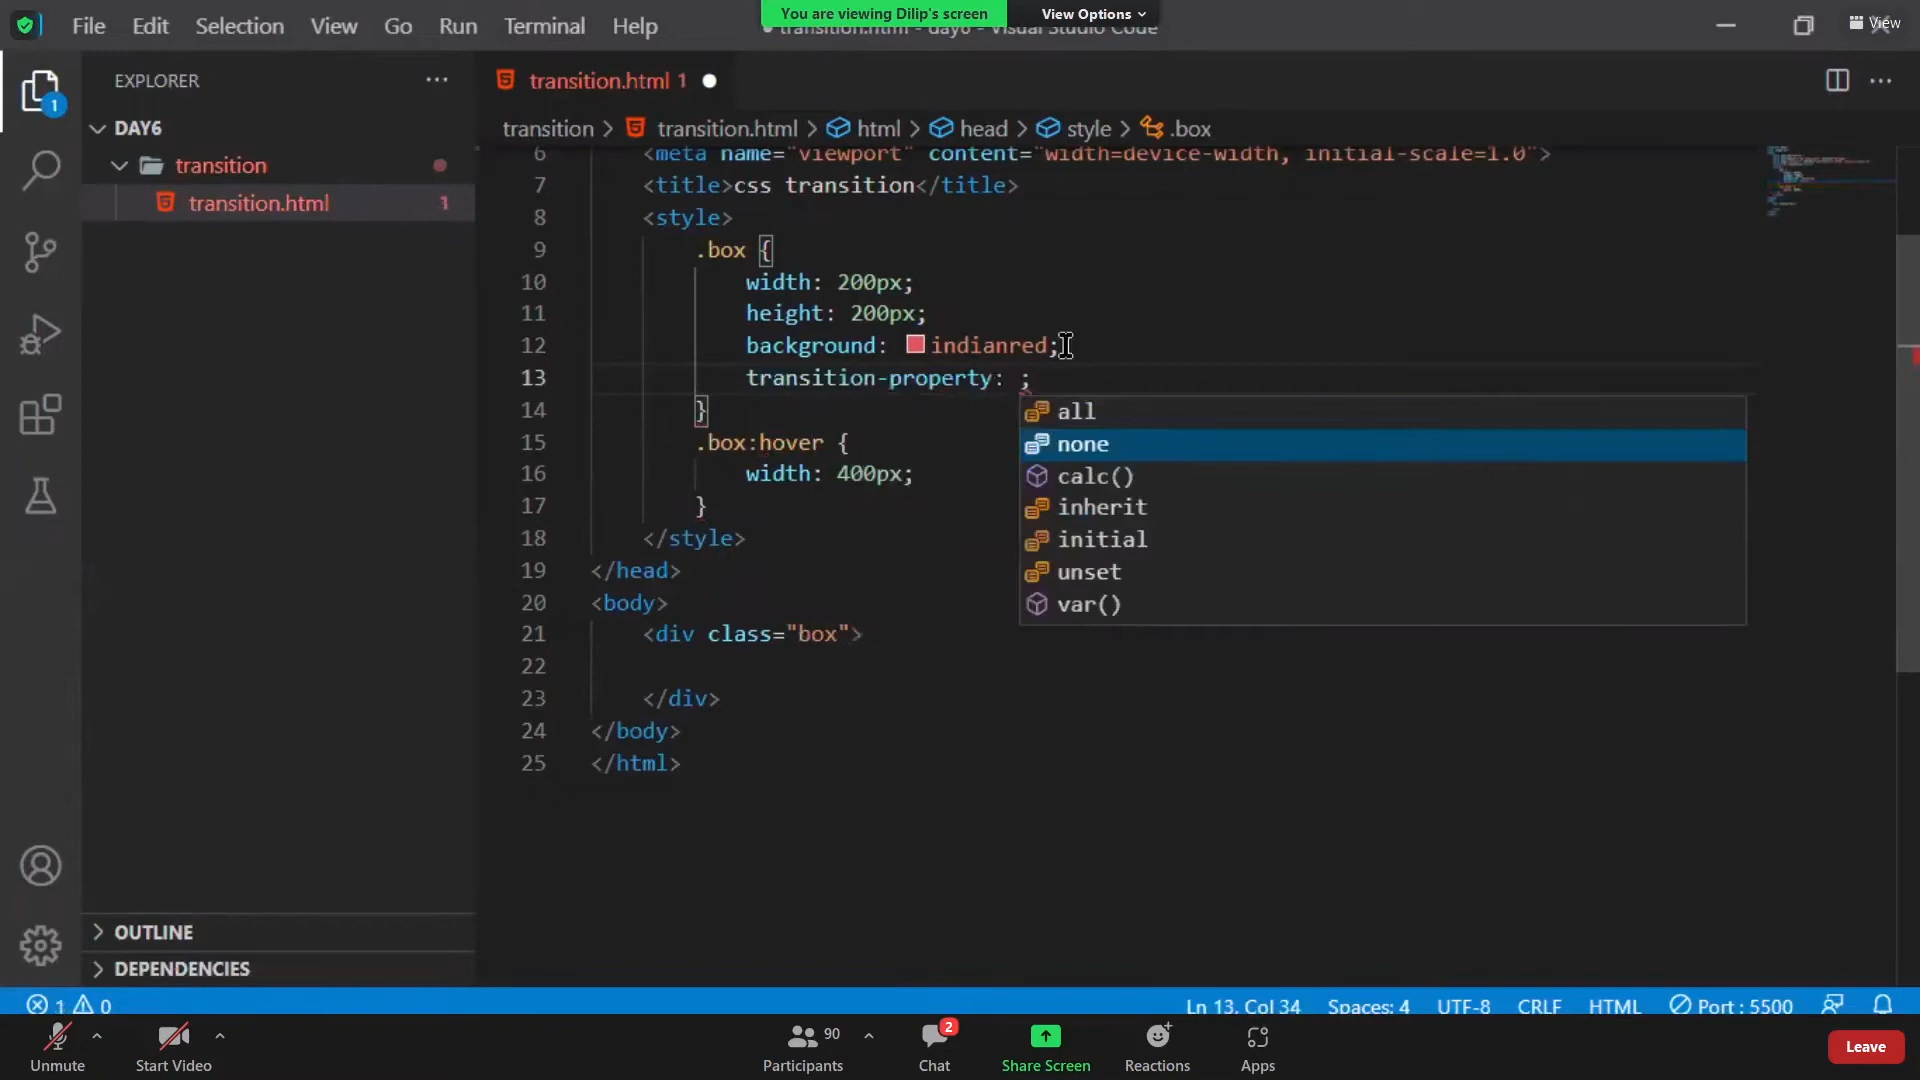 You are viewing Dilip's screen View Options View
File Edit Selection View Go Run Terminal Help transition.html - day6 - Visual Studio Code
EXPLORER
transition.html 1
DAY6
transition > transition.html > html > head > style > .box
transition
transition.html 1
6 <meta name="viewport" content="width=device-width, initial-scale=1.0">
7 <title>css transition</title>
8 <style>
9 .box {
10 width: 200px;
11 height: 200px;
12 background: indianred;
13 transition-property: ;
14 }
15 .box:hover {
16 width: 400px;
17 }
18 </style>
19 </head>
20 <body>
21 <div class="box">
22
23 </div>
24 </body>
25 </html>
all
none
calc()
inherit
initial
unset
var()
1
OUTLINE
DEPENDENCIES
1 0 Ln 13, Col 34 Spaces: 4 UTF-8 CRLF HTML Port : 5500
90 2
Unmute Start Video Participants Chat Share Screen Reactions Apps Leave